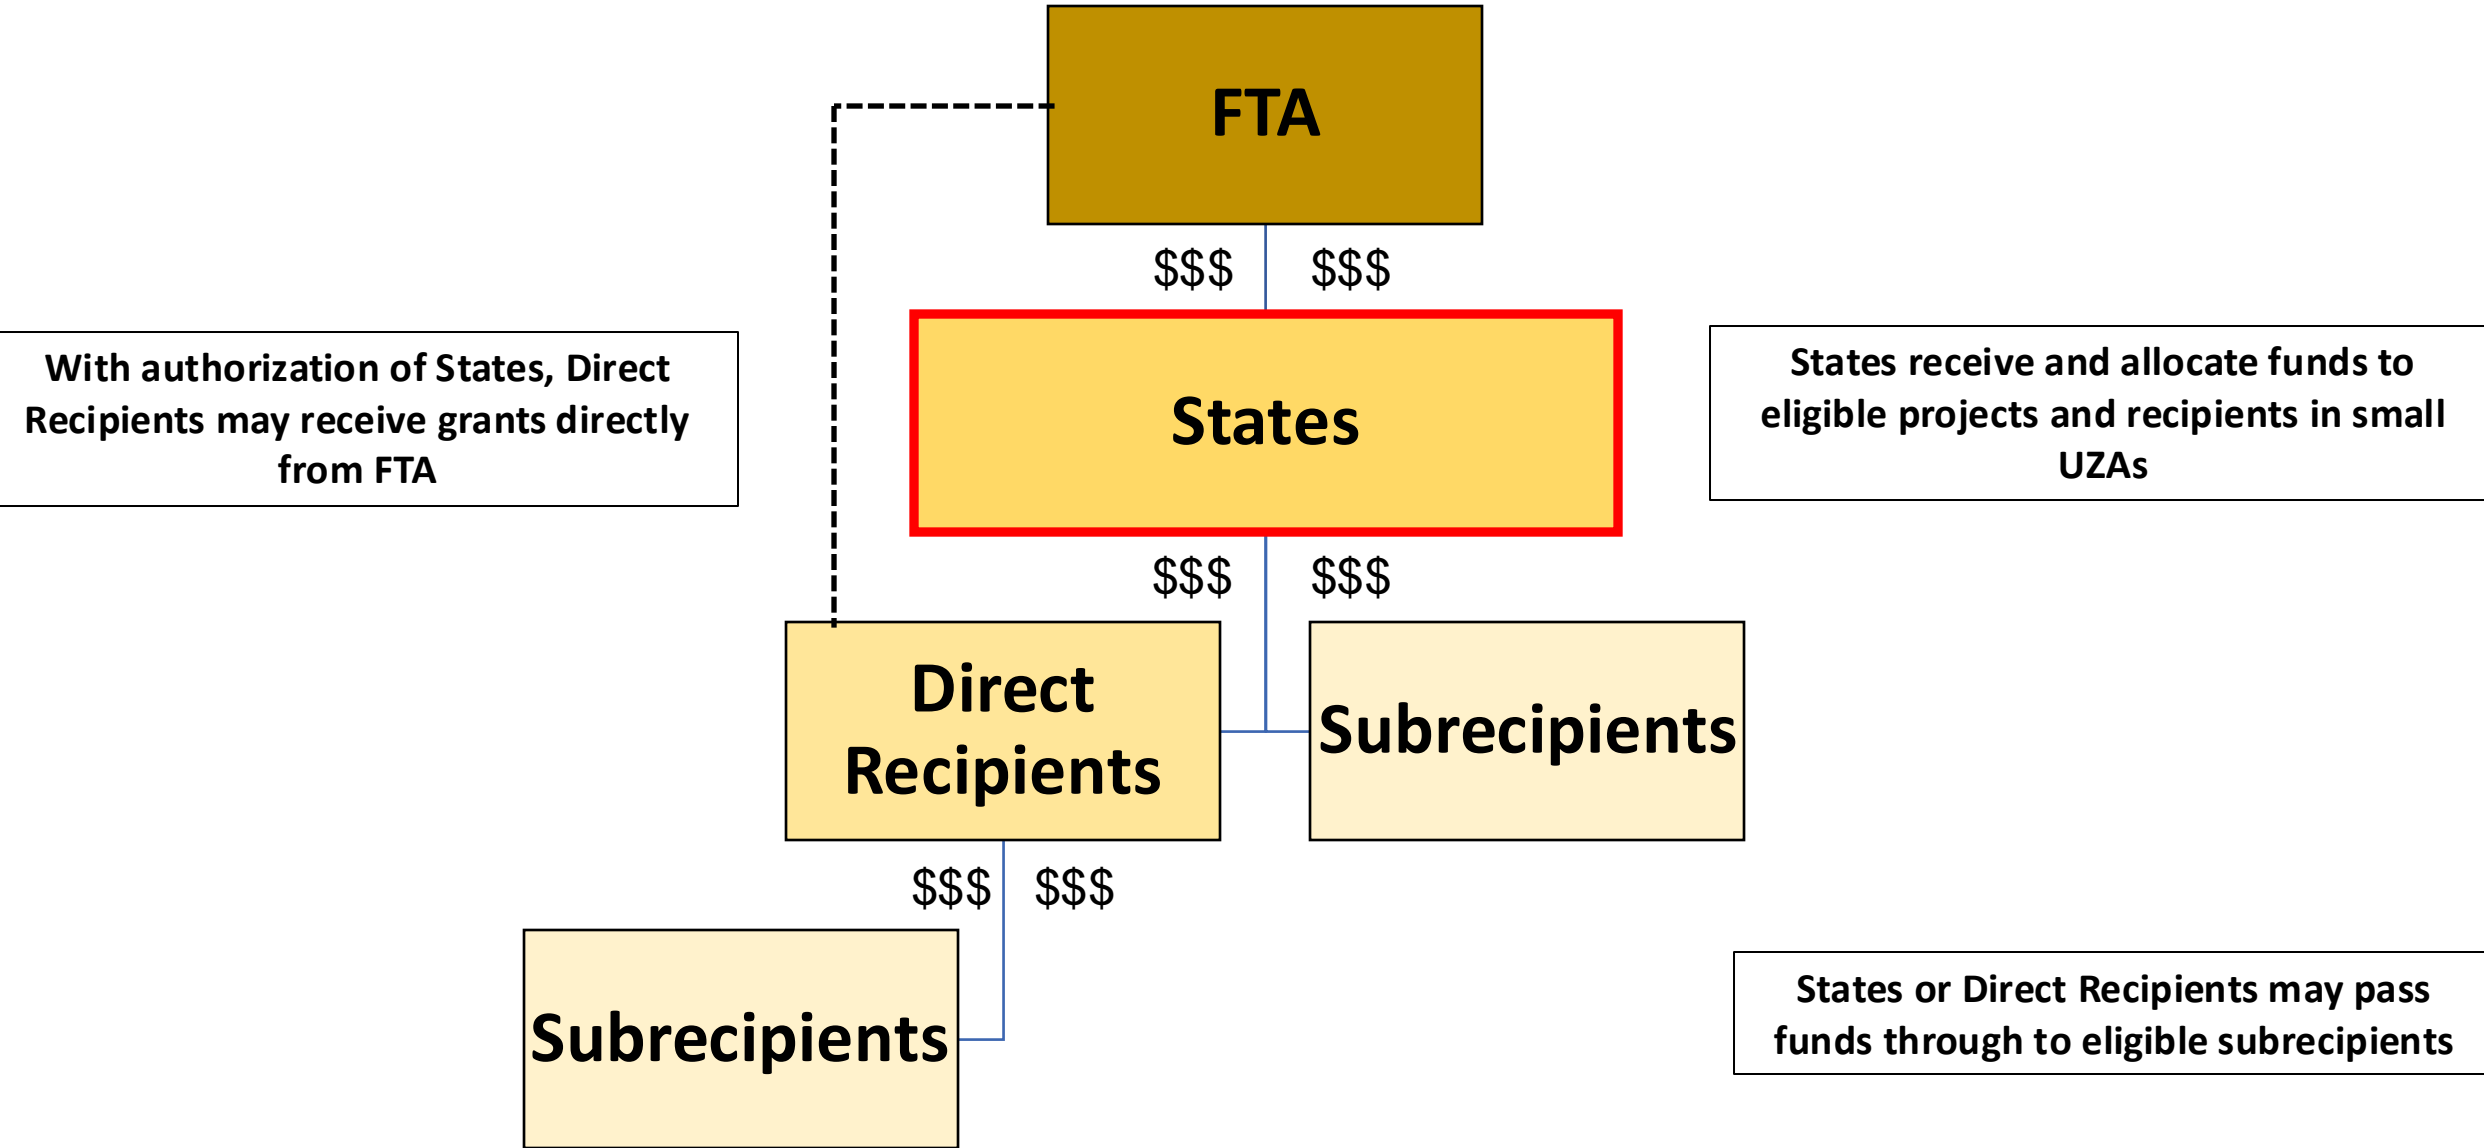 FTA
$$$ $$$
With authorization of States, Direct
Recipients may receive grants directly
from FTA
States
States receive and allocate funds to
eligible projects and recipients in small
UZAs
$$$ $$$
Direct
Recipients
Subrecipients
$$$ $$$
Subrecipients
States or Direct Recipients may pass
funds through to eligible subrecipients